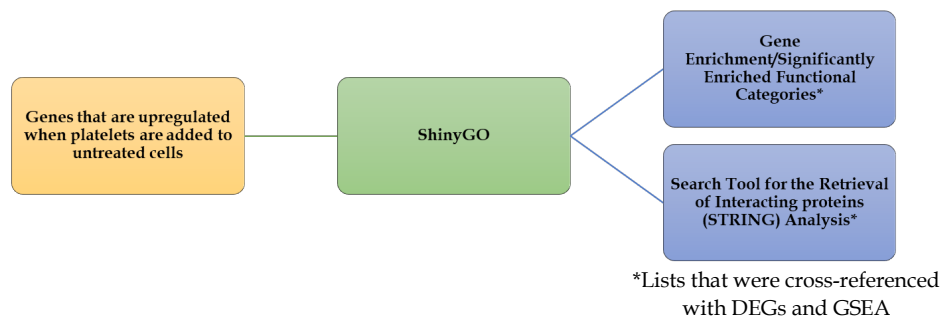 Genes that are upregulated
when platelets are added to
untreated cells
ShinyGO
Gene
Enrichment/Significantly
Enriched Functional
Categories*
Search Tool for the Retrieval
of Interacting proteins
(STRING) Analysis*
*Lists that were cross-referenced
with DEGs and GSEA